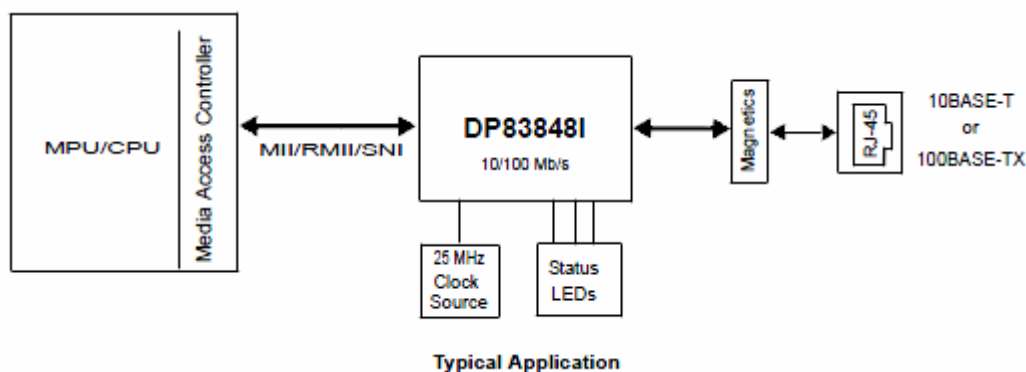 MPU/CPU
Media Access Controller
MII/RMII/SNI
DP83848I
10/100 Mb/s
25 MHz
Clock
Source
Status
LEDs
Magnetics
RJ-45
10BASE-T
or
100BASE-TX
Typical Application